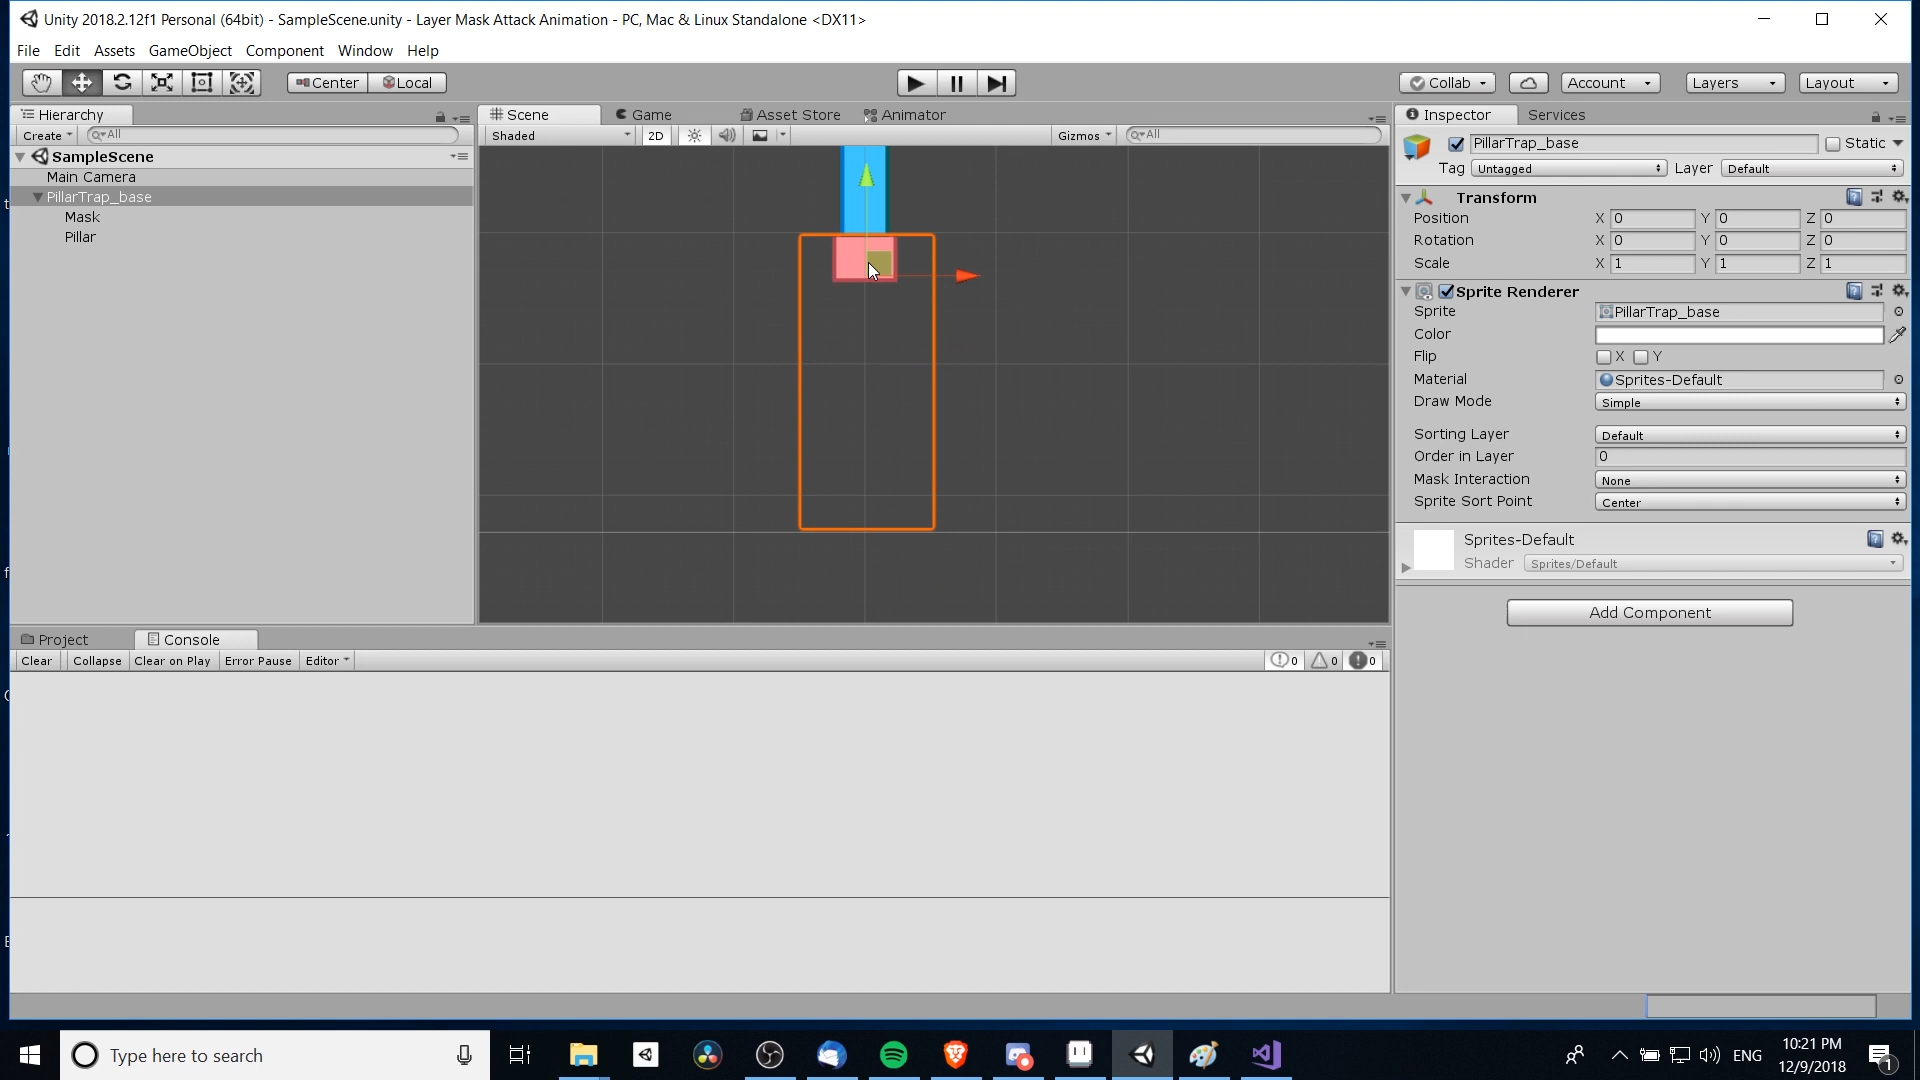 Unity 2018.2.12f1 Personal (64bit) - SampleScene.unity - Layer Mask Attack Animation - PC, Mac & Linux Standalone <DX11>
File Edit Assets GameObject Component Window Help
Center Local Collab Account Layers Layout
Hierarchy
Create All
SampleScene
Main Camera
PillarTrap_base
Mask
Pillar
Scene Game Asset Store Animator
Shaded 2D Gizmos All
Inspector Services
PillarTrap_base Static
Tag Untagged Layer Default
Transform
Position X 0 Y 0 Z 0
Rotation X 0 Y 0 Z 0
Scale X 1 Y 1 Z 1
Sprite Renderer
Sprite PillarTrap_base
Color
Flip X Y
Material Sprites-Default
Draw Mode Simple
Sorting Layer Default
Order in Layer 0
Mask Interaction None
Sprite Sort Point Center
Sprites-Default
Shader Sprites/Default
Add Component
Project Console
Clear Collapse Clear on Play Error Pause Editor 0 0 0
Type here to search
ENG 10:21 PM
12/9/2018
1